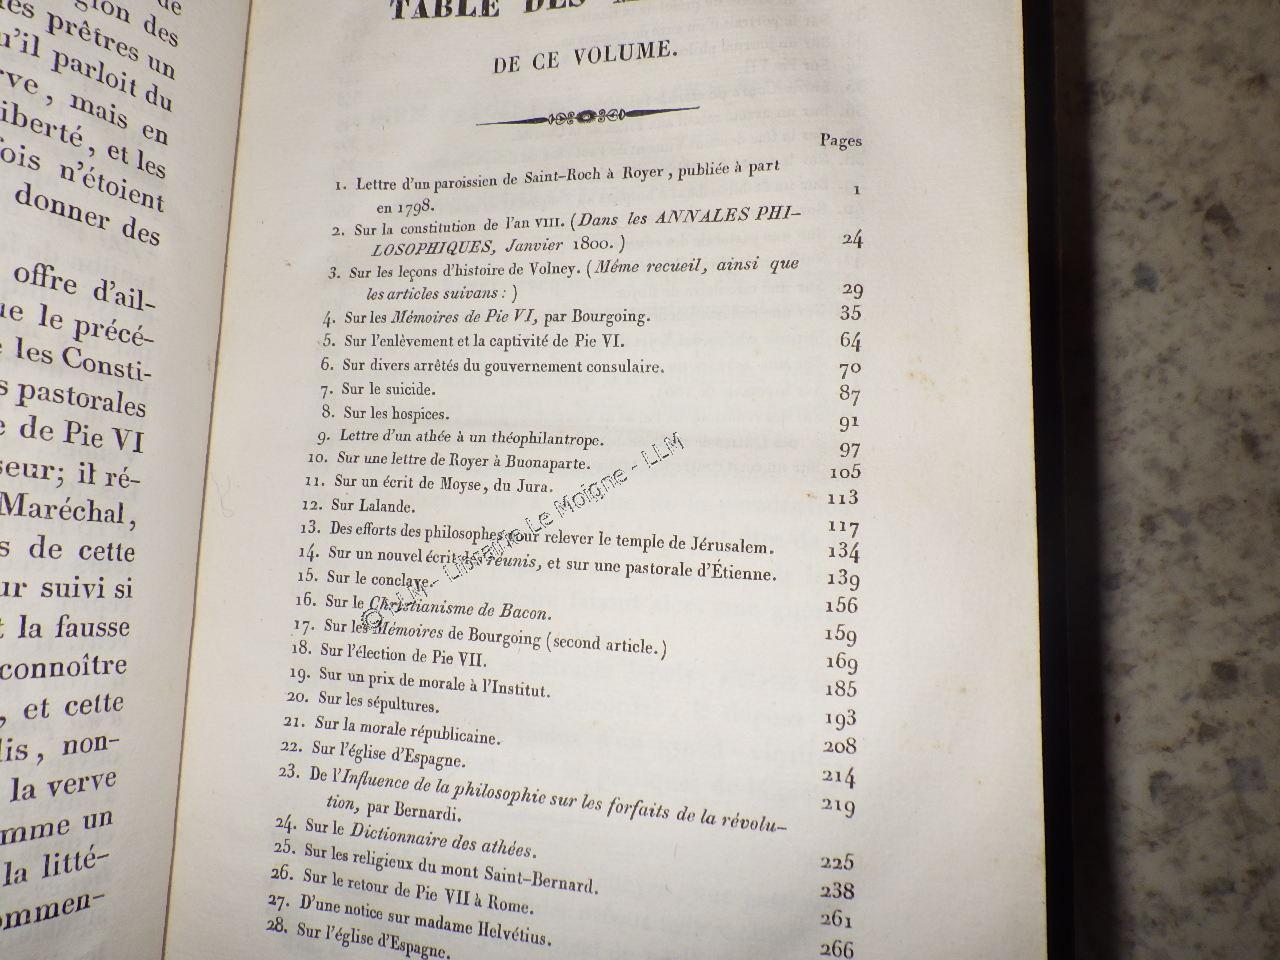 de
gion des
les prêtres un
u'il parloit du
rve, mais en
iberté, et les
fois n'étoient
donner des
offre d'ail-
ue le précé-
e les Consti-
s pastorales
e de Pie VI
seur; il ré-
Maréchal,
s de cette
ur suivi si
t la fausse
connoître
, et cette
lis, non-
la verve
omme un
la litté-
ommen-
TABLE DES
DE CE VOLUME.
Pages
1. Lettre d'un paroissien de Saint-Roch à Royer, publiée à part
en 1798. 1
2. Sur la constitution de l'an VIII. (Dans les ANNALES PHI-
LOSOPHIQUES, Janvier 1800.) 24
3. Sur les leçons d'histoire de Volney. (Même recueil, ainsi que
les articles suivans:) 29
4. Sur les Mémoires de Pie VI, par Bourgoing. 35
5. Sur l'enlèvement et la captivité de Pie VI. 64
6. Sur divers arrêtés du gouvernement consulaire. 70
7. Sur le suicide. 87
8. Sur les hospices. 91
9. Lettre d'un athée à un théophilantrope. 97
10. Sur une lettre de Royer à Buonaparte. 105
11. Sur un écrit de Moyse, du Jura. 113
12. Sur Lalande. 117
13. Des efforts des philosophes pour relever le temple de Jérusalem. 134
14. Sur un nouvel écrit des réunis, et sur une pastorale d'Étienne. 139
15. Sur le conclave. 156
16. Sur le Christianisme de Bacon. 159
17. Sur les Mémoires de Bourgoing (second article.) 169
18. Sur l'élection de Pie VII. 185
19. Sur un prix de morale à l'Institut. 193
20. Sur les sépultures. 208
21. Sur la morale républicaine. 214
22. Sur l'église d'Espagne. 219
23. De l'Influence de la philosophie sur les forfaits de la révolu-
tion, par Bernardi. 225
24. Sur le Dictionnaire des athées. 238
25. Sur les religieux du mont Saint-Bernard. 261
26. Sur le retour de Pie VII à Rome. 266
27. D'une notice sur madame Helvétius.
28. Sur l'église d'Espagne.
© LLM - Librairie Le Moigne - LLM